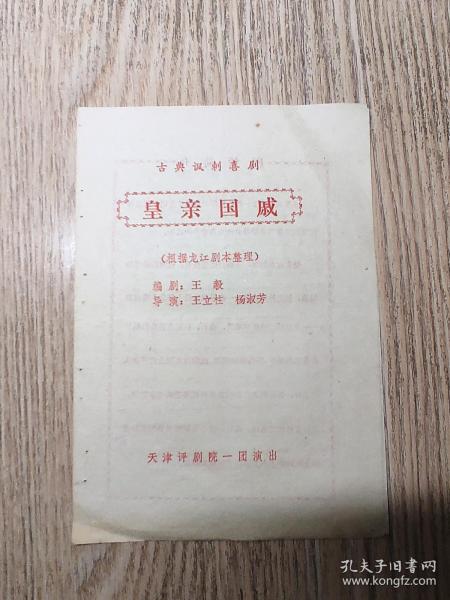 古典讽刺喜剧
皇亲国戚
（根据龙江剧本整理）
编剧：王毅
导演：王立柱 杨淑芳
天津评剧院一团演出
孔夫子旧书网
www.kongfz.com